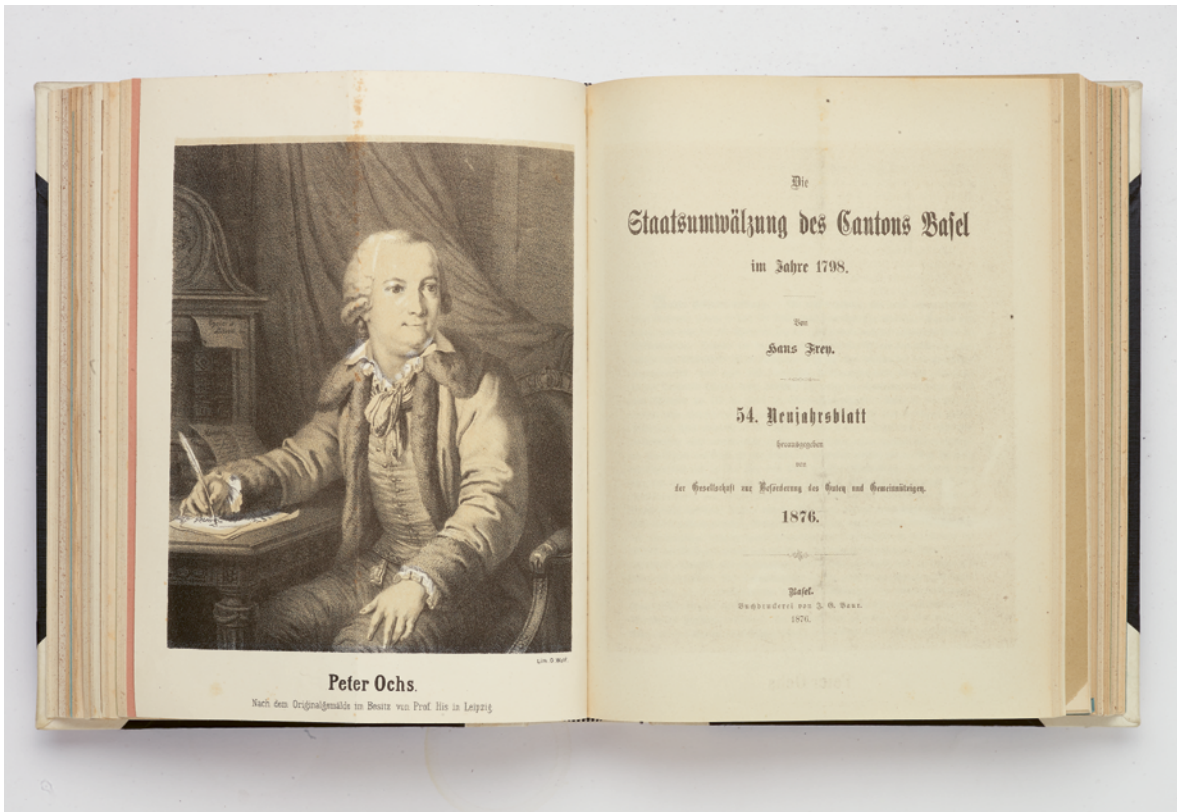 Lith. G. Wolf.
Peter Ochs.
Nach dem Originalgemälde im Besitz von Prof. His in Leipzig.
Die
Staatsumwälzung des Cantons Basel
im Jahre 1798.
Von
Hans Frey.
54. Neujahrsblatt
herausgegeben
von
der Gesellschaft zur Beförderung des Guten und Gemeinnützigen.
1876.
Basel.
Buchdruckerei von J. G. Baur.
1876.